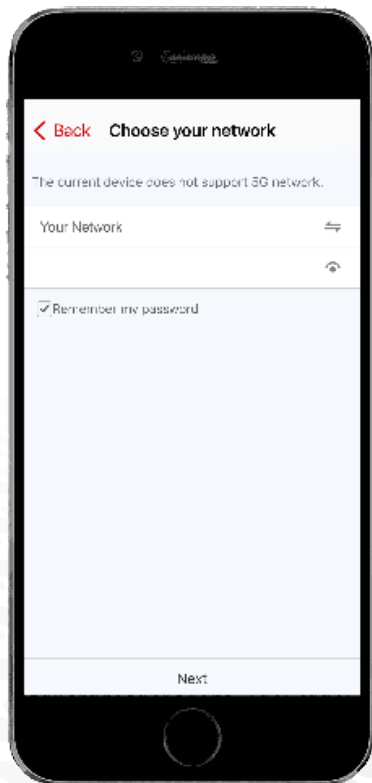 Back Choose your network
The current device does not support 5G network.
Your Network
Remember my password
Next